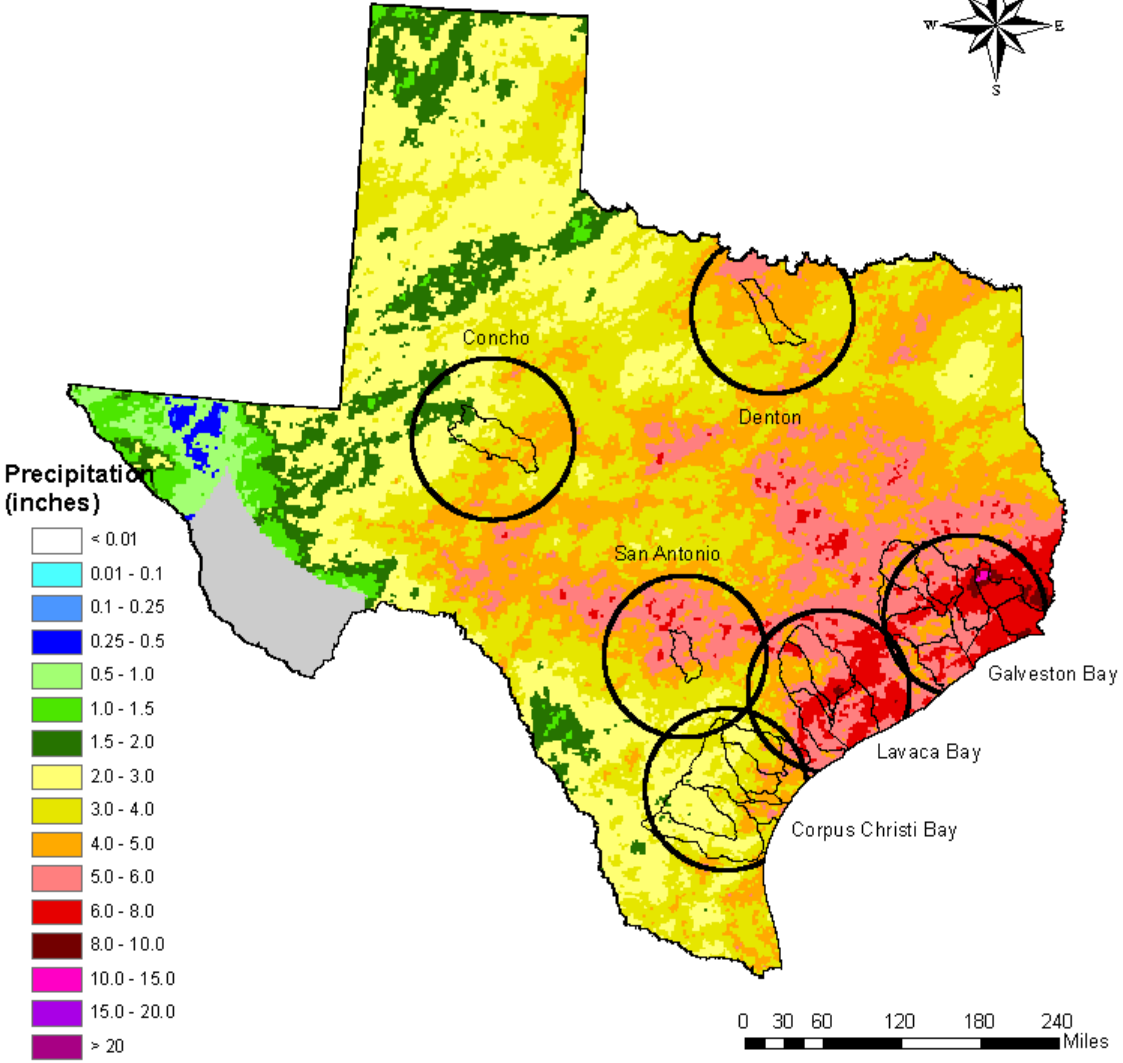 W E
S
Concho
Denton
Precipitation
(inches)
< 0.01
0.01 - 0.1
0.1 - 0.25
0.25 - 0.5
0.5 - 1.0
1.0 - 1.5
1.5 - 2.0
2.0 - 3.0
3.0 - 4.0
4.0 - 5.0
5.0 - 6.0
6.0 - 8.0
8.0 - 10.0
10.0 - 15.0
15.0 - 20.0
> 20
San Antonio
Galveston Bay
Lavaca Bay
Corpus Christi Bay
0 30 60 120 180 240
Miles